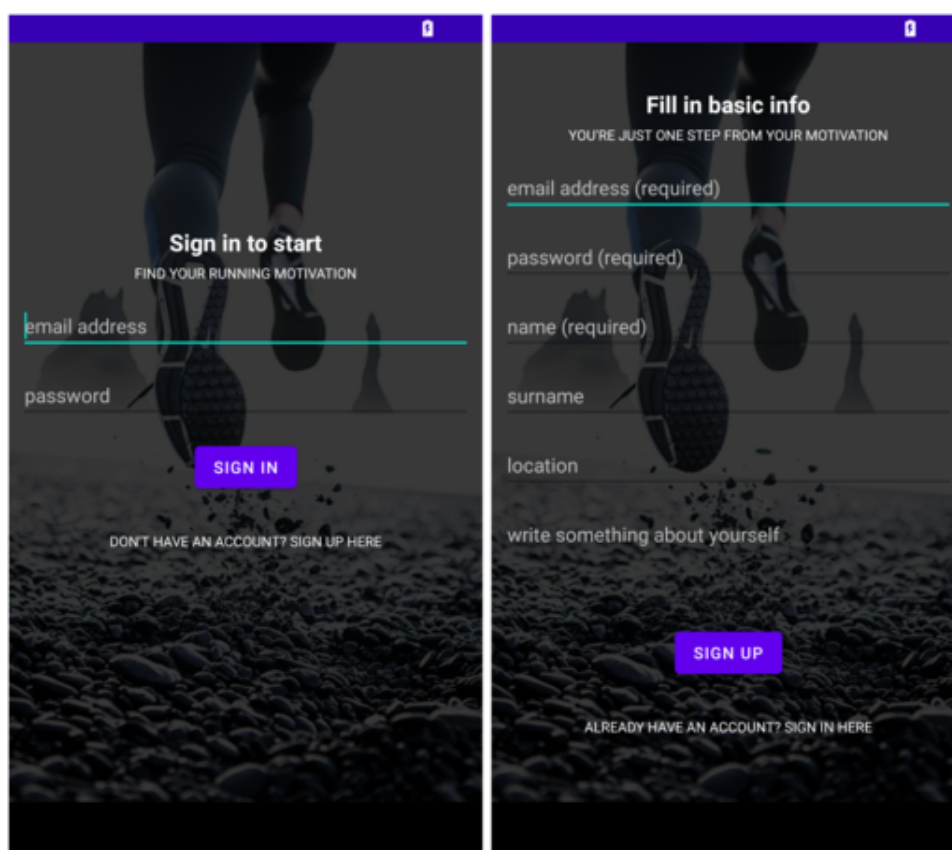 Sign in to start
FIND YOUR RUNNING MOTIVATION
email address
password
SIGN IN
DON'T HAVE AN ACCOUNT? SIGN UP HERE
Fill in basic info
YOU'RE JUST ONE STEP FROM YOUR MOTIVATION
email address (required)
password (required)
name (required)
surname
location
write something about yourself
SIGN UP
ALREADY HAVE AN ACCOUNT? SIGN IN HERE